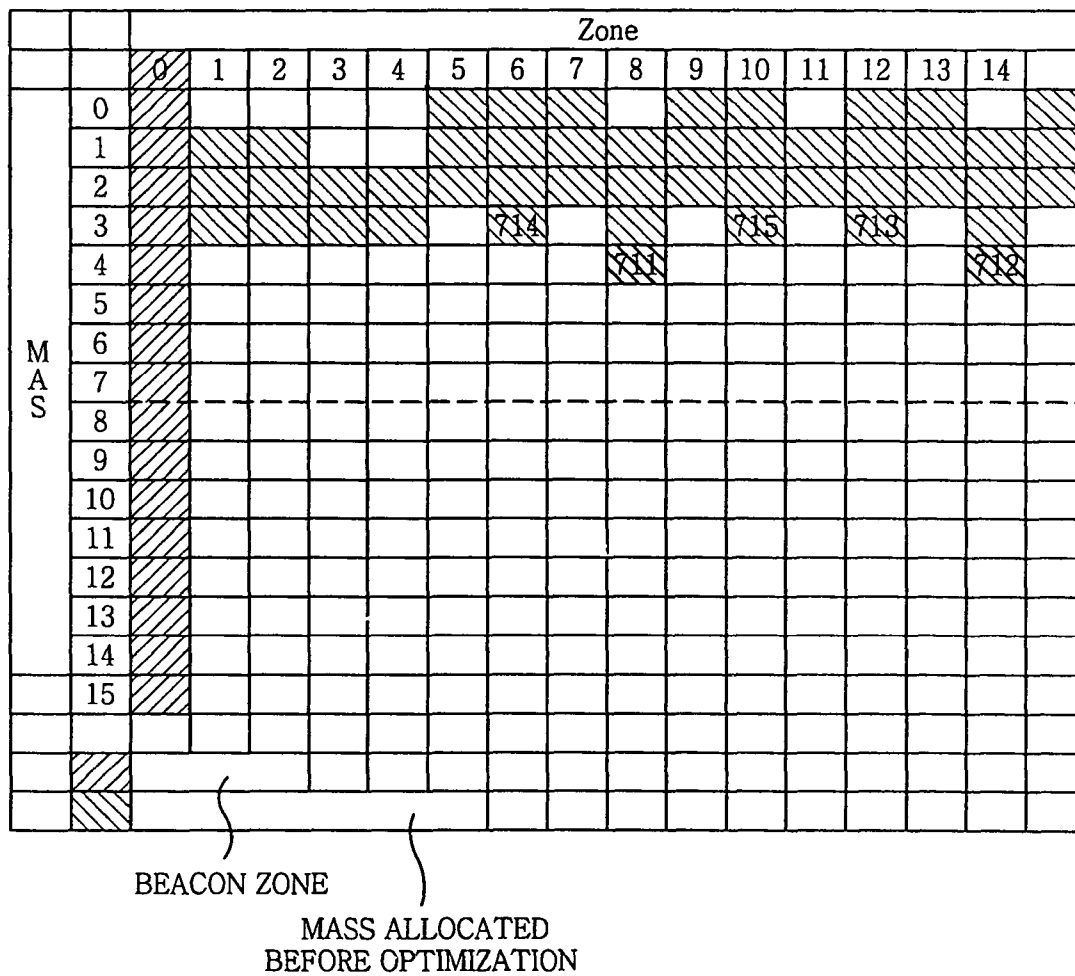 Zone
0 1 2 3 4 5 6 7 8 9 10 11 12 13 14
MAS
0
1
2
3 714 715 713
4 711 712
5
6
7
8
9
10
11
12
13
14
15
BEACON ZONE
MASS ALLOCATED
BEFORE OPTIMIZATION